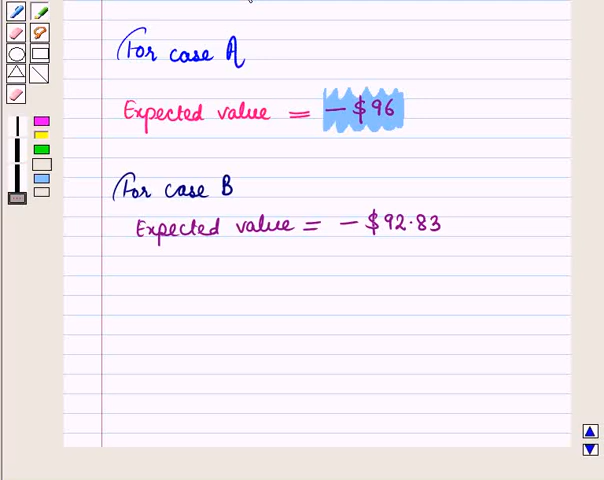 For case A
Expected value = -$96
For case B
Expected value = -$92.83